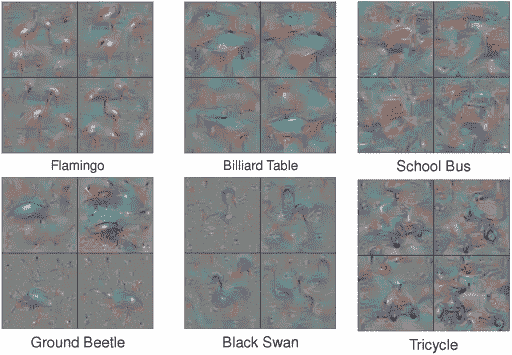 Flamingo
Billiard Table
School Bus
Ground Beetle
Black Swan
Tricycle